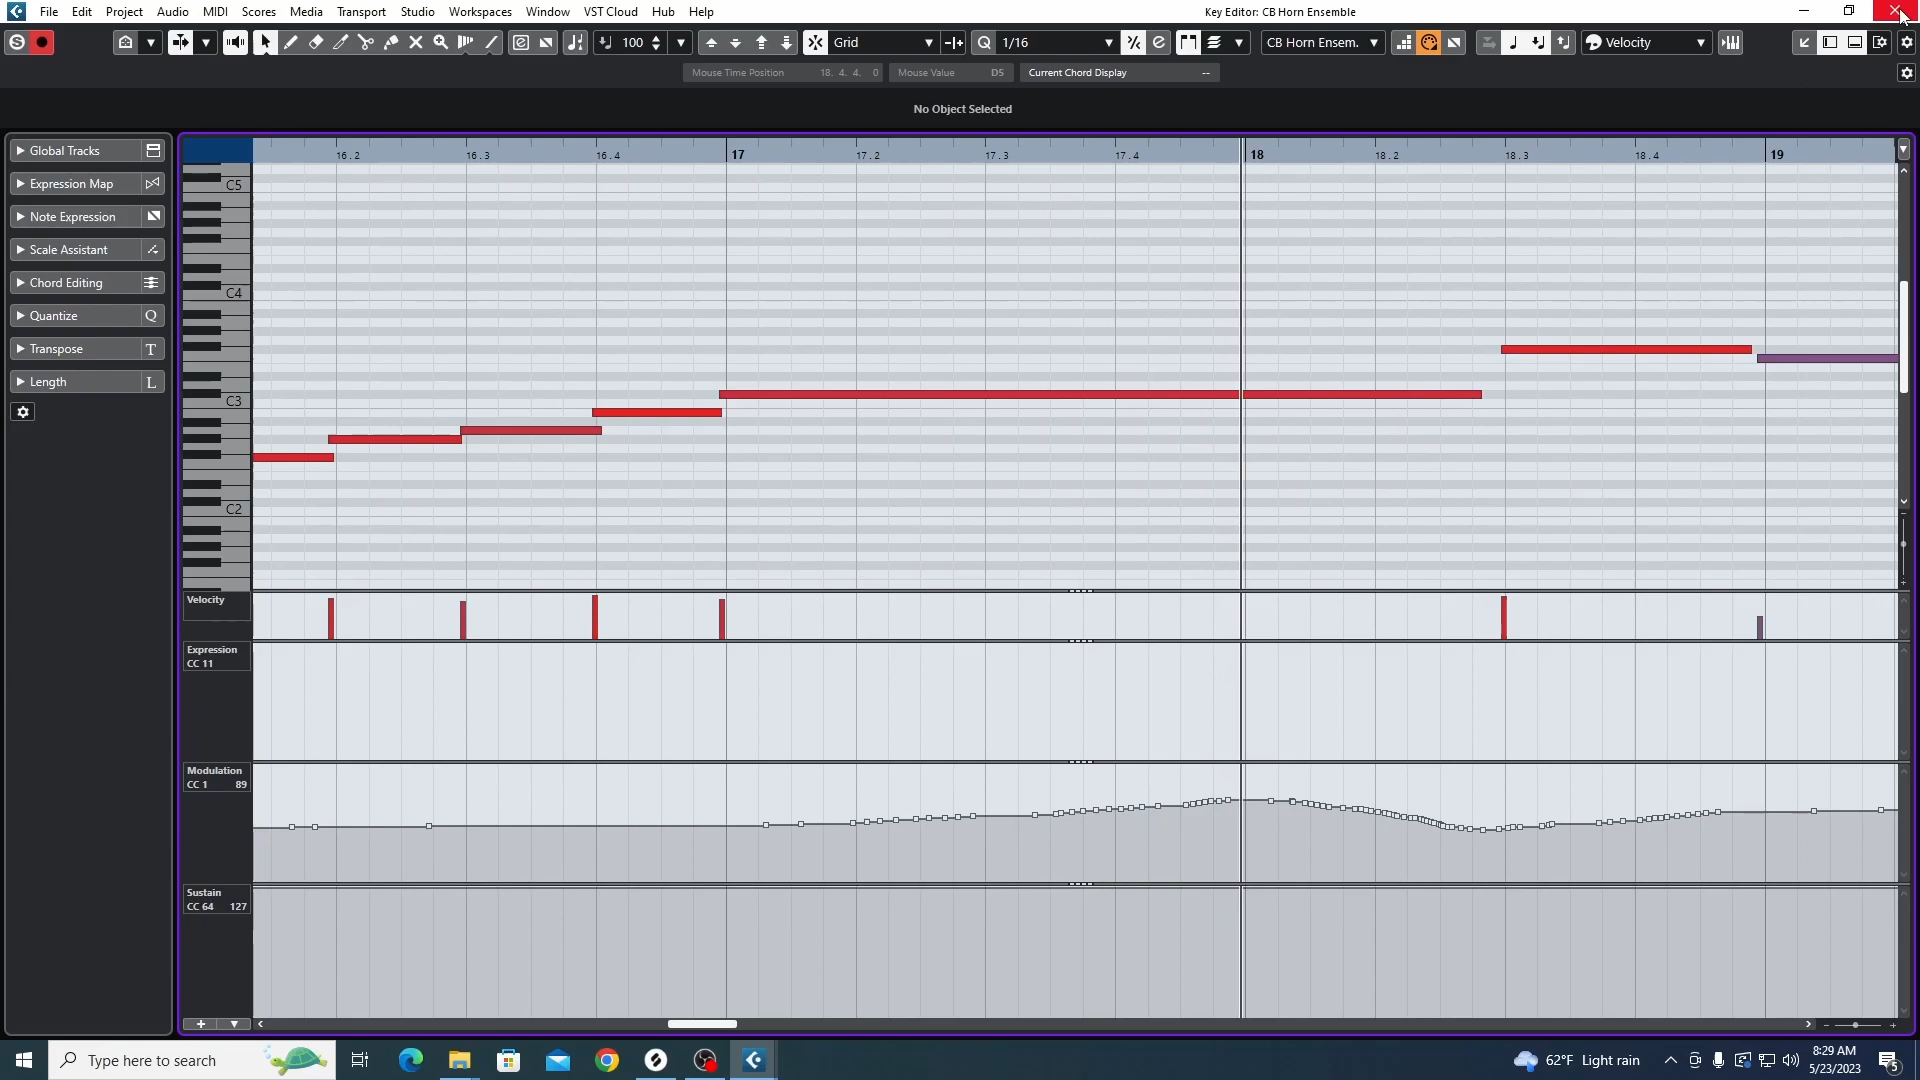 File Edit Project Audio MIDI Scores Media Transport Studio Workspaces Window VST Cloud Hub Help Key Editor: CB Horn Ensemble
S 100 Grid Q 1/16 CB Horn Ensem. Velocity
Mouse Time Position 18. 4. 4. 0 Mouse Value D5 Current Chord Display --
No Object Selected
Global Tracks
Expression Map
Note Expression
Scale Assistant
Chord Editing
Quantize Q
Transpose T
Length L
16.2 16.3 16.4 17 17.2 17.3 17.4 18 18.2 18.3 18.4 19
C5
C4
C3
C2
Velocity
Expression
CC 11
Modulation
CC 1 89
Sustain
CC 64 127
Type here to search 62°F Light rain 8:29 AM
5/23/2023 5